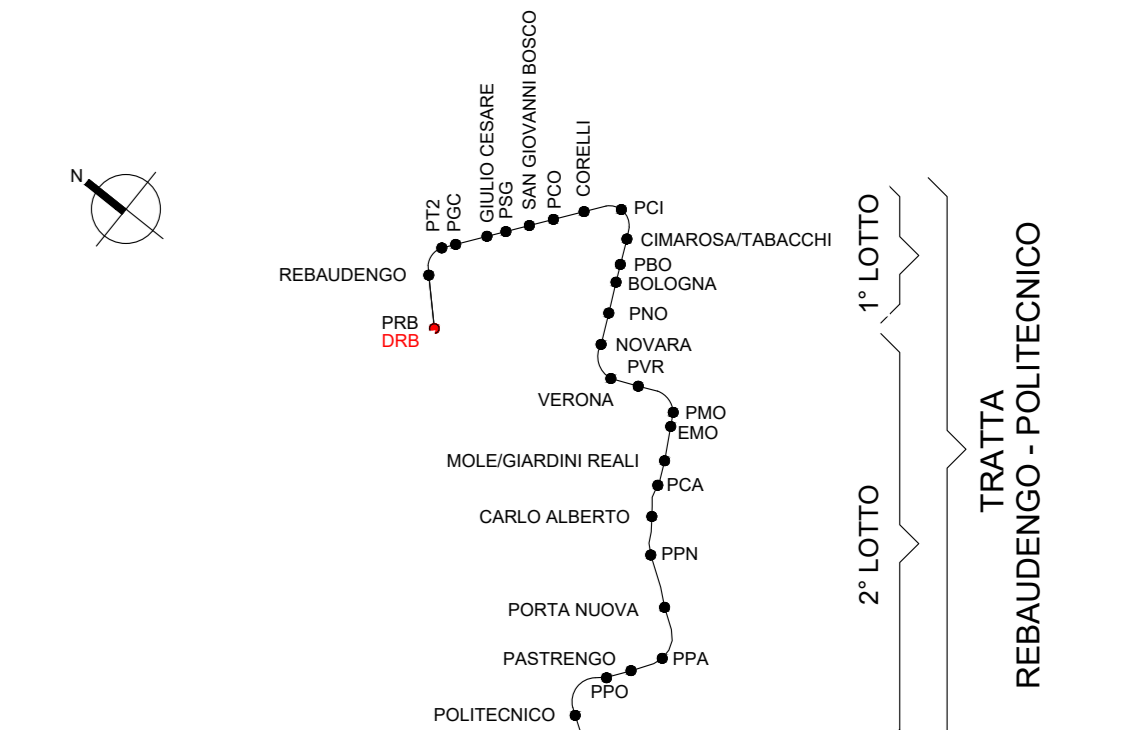 N
REBAUDENGO
PRB
DRB
PT2
PGC
GIULIO CESARE
PSG
SAN GIOVANNI BOSCO
PCO
CORELLI
PCI
CIMAROSA/TABACCHI
PBO
BOLOGNA
PNO
NOVARA
PVR
VERONA
PMO
EMO
MOLE/GIARDINI REALI
PCA
CARLO ALBERTO
PPN
PORTA NUOVA
PASTRENGO
PPA
PPO
POLITECNICO
1° LOTTO
2° LOTTO
TRATTA
REBAUDENGO - POLITECNICO